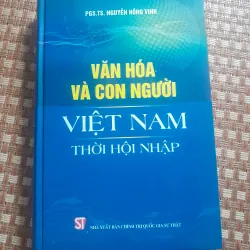 PGS.TS. NGUYỄN HỒNG VINH
VĂN HÓA
VÀ CON NGƯỜI
VIỆT NAM
THỜI HỘI NHẬP
ST
NHÀ XUẤT BẢN CHÍNH TRỊ QUỐC GIA SỰ THẬT